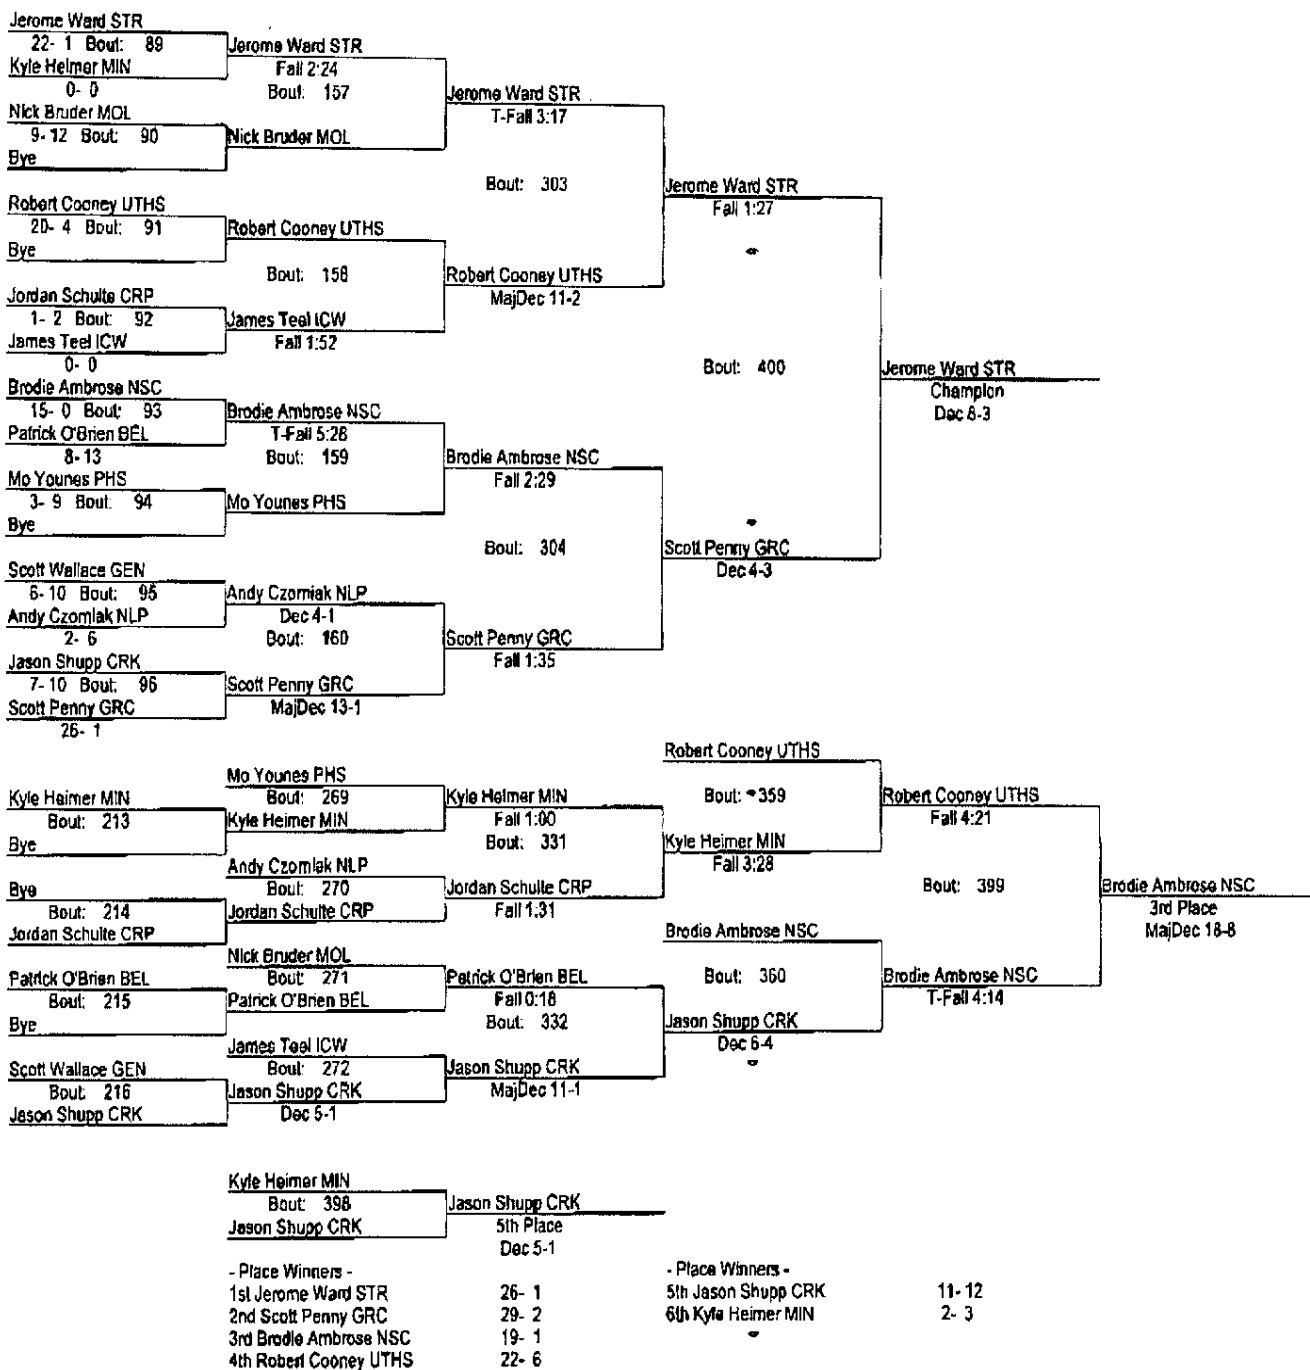 Jerome Ward STR
22- 1 Bout: 89
Kyle Heimer MIN
0- 0
Nick Bruder MOL
9- 12 Bout: 90
Bye
Robert Cooney UTHS
20- 4 Bout: 91
Bye
Jordan Schulte CRP
1- 2 Bout: 92
James Teel ICW
0- 0
Brodie Ambrose NSC
15- 0 Bout: 93
Patrick O'Brien BEL
8- 13
Mo Younes PHS
3- 9 Bout: 94
Bye
Scott Wallace GEN
6- 10 Bout: 95
Andy Czorniak NLP
2- 6
Jason Shupp CRK
7- 10 Bout: 96
Scott Penny GRC
26- 1
Jerome Ward STR
Fall 2:24
Bout: 157
Nick Bruder MOL
Robert Cooney UTHS
Bout: 158
James Teel ICW
Fall 1:52
Brodie Ambrose NSC
T-Fall 5:28
Bout: 159
Mo Younes PHS
Andy Czorniak NLP
Dec 4-1
Bout: 160
Scott Penny GRC
MajDec 13-1
Jerome Ward STR
T-Fall 3:17
Bout: 303
Robert Cooney UTHS
MajDec 11-2
Brodie Ambrose NSC
Fall 2:29
Bout: 304
Scott Penny GRC
Fall 1:35
Jerome Ward STR
Fall 1:27
Bout: 400
Scott Penny GRC
Dec 4-3
Jerome Ward STR
Champion
Dec 8-3
Kyle Heimer MIN
Bout: 213
Bye
Bye
Bout: 214
Jordan Schulte CRP
Patrick O'Brien BEL
Bout: 215
Bye
Scott Wallace GEN
Bout: 216
Jason Shupp CRK
Mo Younes PHS
Bout: 269
Kyle Heimer MIN
Andy Czorniak NLP
Bout: 270
Jordan Schulte CRP
Nick Bruder MOL
Bout: 271
Patrick O'Brien BEL
James Teel ICW
Bout: 272
Jason Shupp CRK
Dec 5-1
Kyle Heimer MIN
Fall 1:00
Bout: 331
Jordan Schulte CRP
Fall 1:31
Patrick O'Brien BEL
Fall 0:18
Bout: 332
Jason Shupp CRK
MajDec 11-1
Robert Cooney UTHS
Bout: 359
Kyle Heimer MIN
Fall 3:28
Brodie Ambrose NSC
Bout: 360
Jason Shupp CRK
Dec 6-4
Robert Cooney UTHS
Fall 4:21
Bout: 399
Brodie Ambrose NSC
T-Fall 4:14
Brodie Ambrose NSC
3rd Place
MajDec 18-8
Kyle Heimer MIN
Bout: 398
Jason Shupp CRK
Jason Shupp CRK
5th Place
Dec 5-1
- Place Winners -
1st Jerome Ward STR 26- 1
2nd Scott Penny GRC 29- 2
3rd Brodie Ambrose NSC 19- 1
4th Robert Cooney UTHS 22- 6
- Place Winners -
5th Jason Shupp CRK 11- 12
6th Kyle Heimer MIN 2- 3